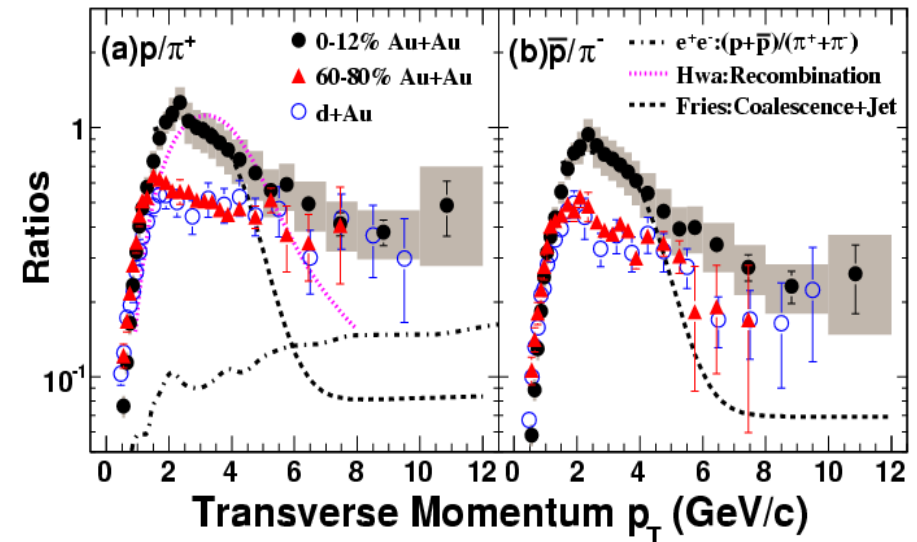 (a)p/π⁺
0-12% Au+Au
60-80% Au+Au
d+Au
(b)p̅/π⁻
e⁺e⁻:(p+p̅)/(π⁺+π⁻)
Hwa:Recombination
Fries:Coalescence+Jet
Ratios
1
10⁻¹
0 2 4 6 8 10 12
0 2 4 6 8 10 12
Transverse Momentum p_T (GeV/c)